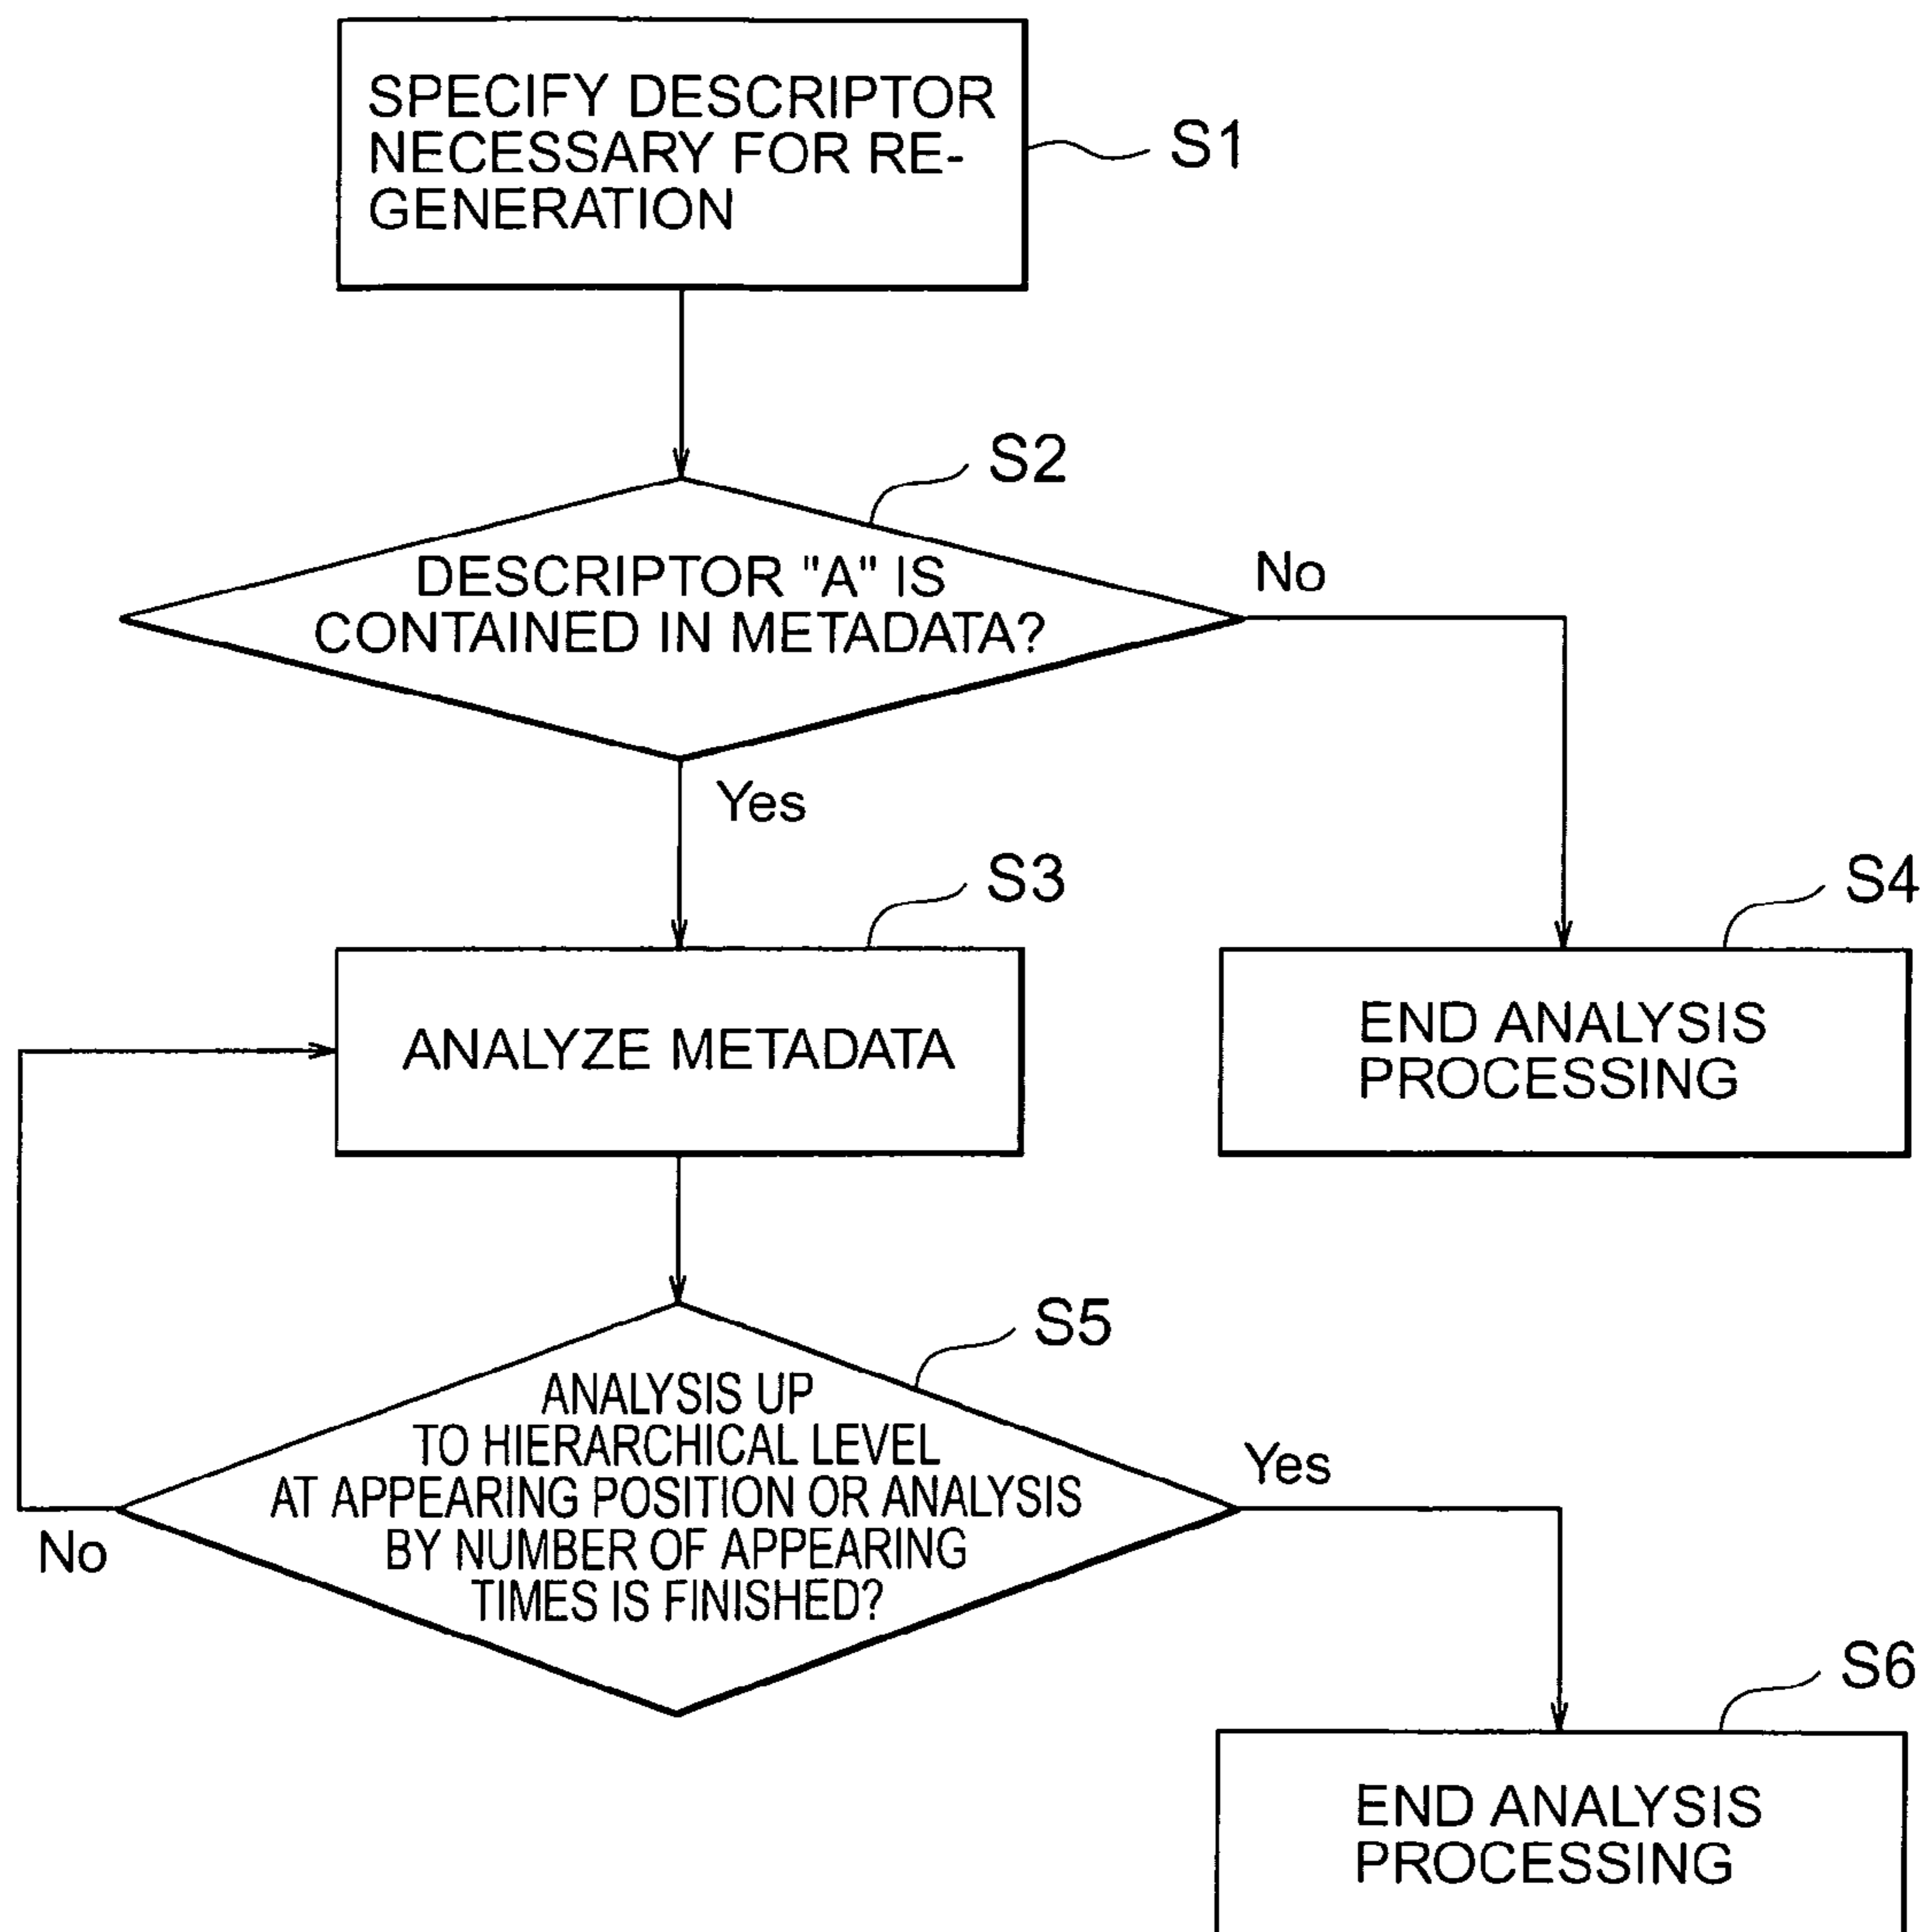 SPECIFY DESCRIPTOR
NECESSARY FOR RE-
GENERATION
S1
S2
DESCRIPTOR "A" IS
CONTAINED IN METADATA?
No
Yes
S3
S4
ANALYZE METADATA
END ANALYSIS
PROCESSING
S5
ANALYSIS UP
TO HIERARCHICAL LEVEL
AT APPEARING POSITION OR ANALYSIS
BY NUMBER OF APPEARING
TIMES IS FINISHED?
Yes
No
S6
END ANALYSIS
PROCESSING